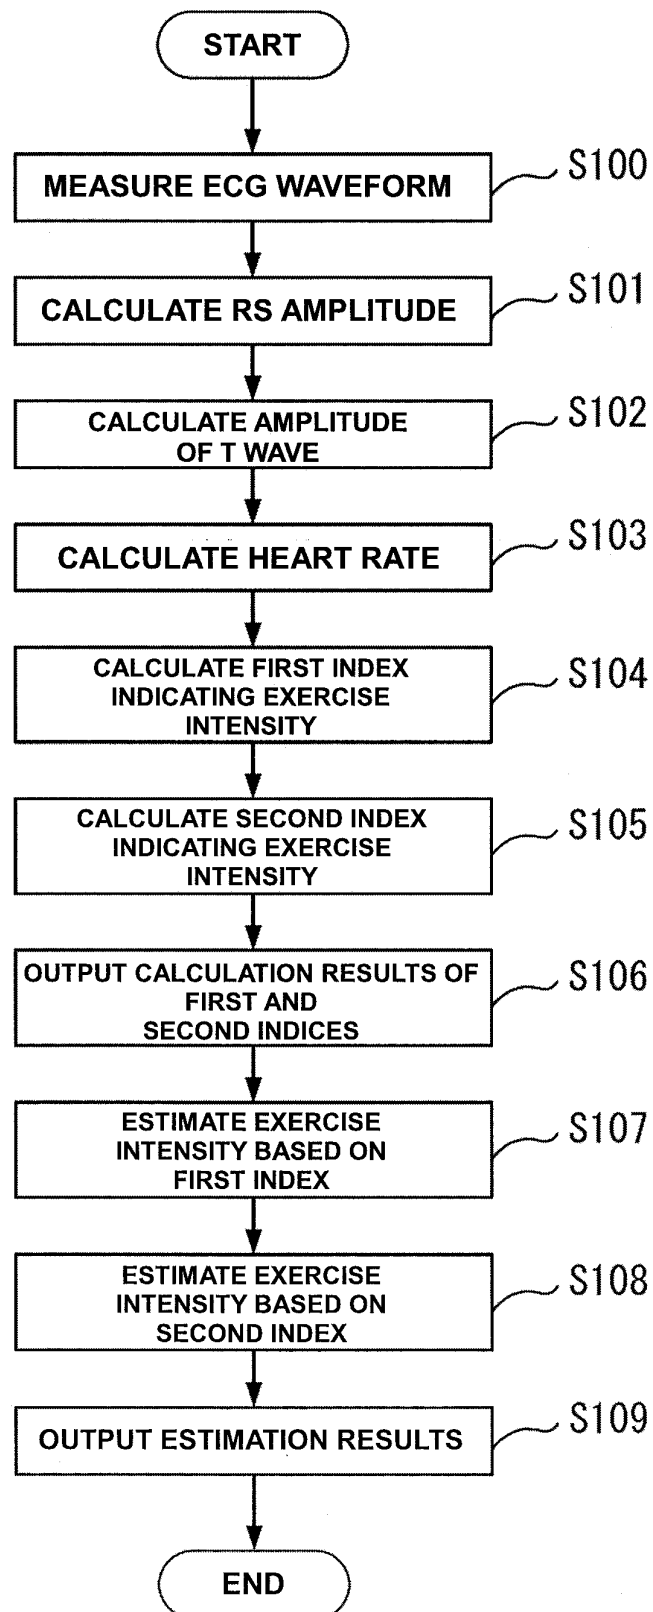 START
MEASURE ECG WAVEFORM
S100
CALCULATE RS AMPLITUDE
S101
CALCULATE AMPLITUDE
OF T WAVE
S102
CALCULATE HEART RATE
S103
CALCULATE FIRST INDEX
INDICATING EXERCISE
INTENSITY
S104
CALCULATE SECOND INDEX
INDICATING EXERCISE
INTENSITY
S105
OUTPUT CALCULATION RESULTS OF
FIRST AND
SECOND INDICES
S106
ESTIMATE EXERCISE
INTENSITY BASED ON
FIRST INDEX
S107
ESTIMATE EXERCISE
INTENSITY BASED ON
SECOND INDEX
S108
OUTPUT ESTIMATION RESULTS
S109
END